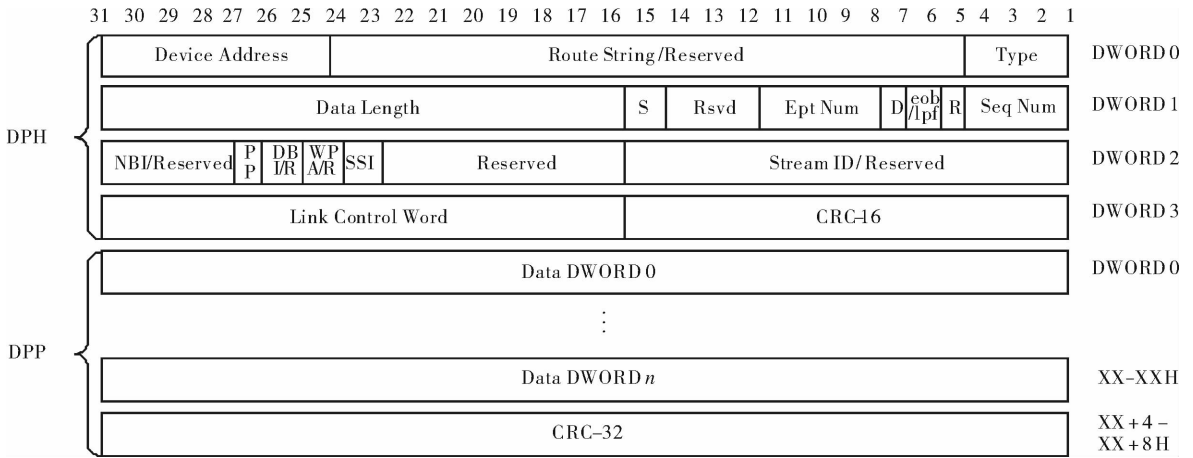 31 30 29 28 27 26 25 24 23 22 21 20 19 18 17 16 15 14 13 12 11 10 9 8 7 6 5 4 3 2 1
Device Address Route String/Reserved Type DWORD 0
Data Length S Rsvd Ept Num D eob/lpf R Seq Num DWORD 1
DPH
NBI/Reserved PP DBI/R WPA/R SSI Reserved Stream ID/Reserved DWORD 2
Link Control Word CRC-16 DWORD 3
Data DWORD 0 DWORD 0
⋮
DPP
Data DWORDn XX-XXH
CRC-32 XX+4-
XX+8H